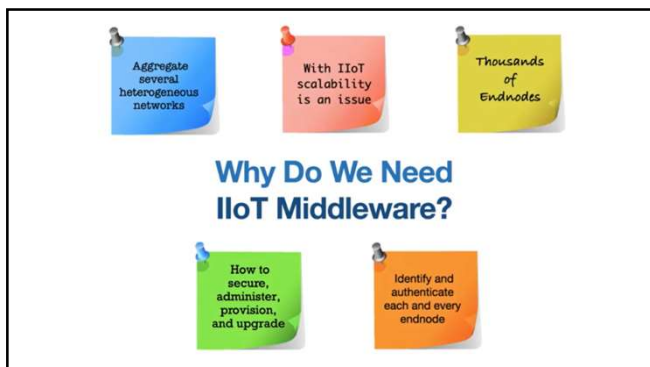 Aggregate
several
heterogeneous
networks
With IIoT
scalability
is an issue
Thousands
of
Endnodes
Why Do We Need
IIoT Middleware?
How to
secure,
administer,
provision,
and upgrade
Identify and
authenticate
each and every
endnode